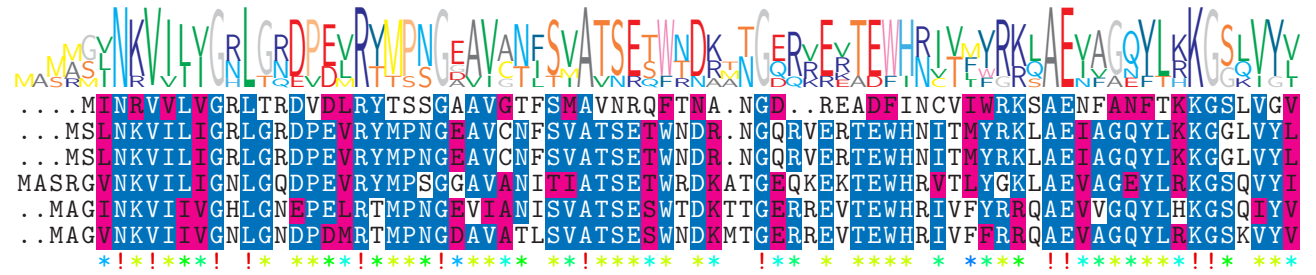 ....MINRVVLVGRLTRDVDLRYTSSGAAVGTFSMAVNRQFTNA.NGD..READFINCVIWRKSAENFANFTKKGSLVGV
...MSLNKVILIGRLGRDPEVRYMPNGEAVCNFSVATSETWNDR.NGQRVERTEWHNITMYRKLAEIAGQYLKKGGLVYL
...MSLNKVILIGRLGRDPEVRYMPNGEAVCNFSVATSETWNDR.NGQRVERTEWHNITMYRKLAEIAGQYLKKGGLVYL
MASRGVNKVILIGNLGQDPEVRYMPSGGAVANITIATSETWRDKATGEQKEKTEWHRVTLYGKLAEVAGEYLRKGSQVYI
..MAGINKVIIVGHLGNEPELRTMPNGEVIANISVATSESWTDKTTGERREVTEWHRIVFYRRQAEVVGQYLHKGSQIYV
..MAGVNKVIIVGNLGNDPDMRTMPNGDAVATLSVATSESWNDKMTGERREVTEWHRIVFFRRQAEVAGQYLRKGSKVYV